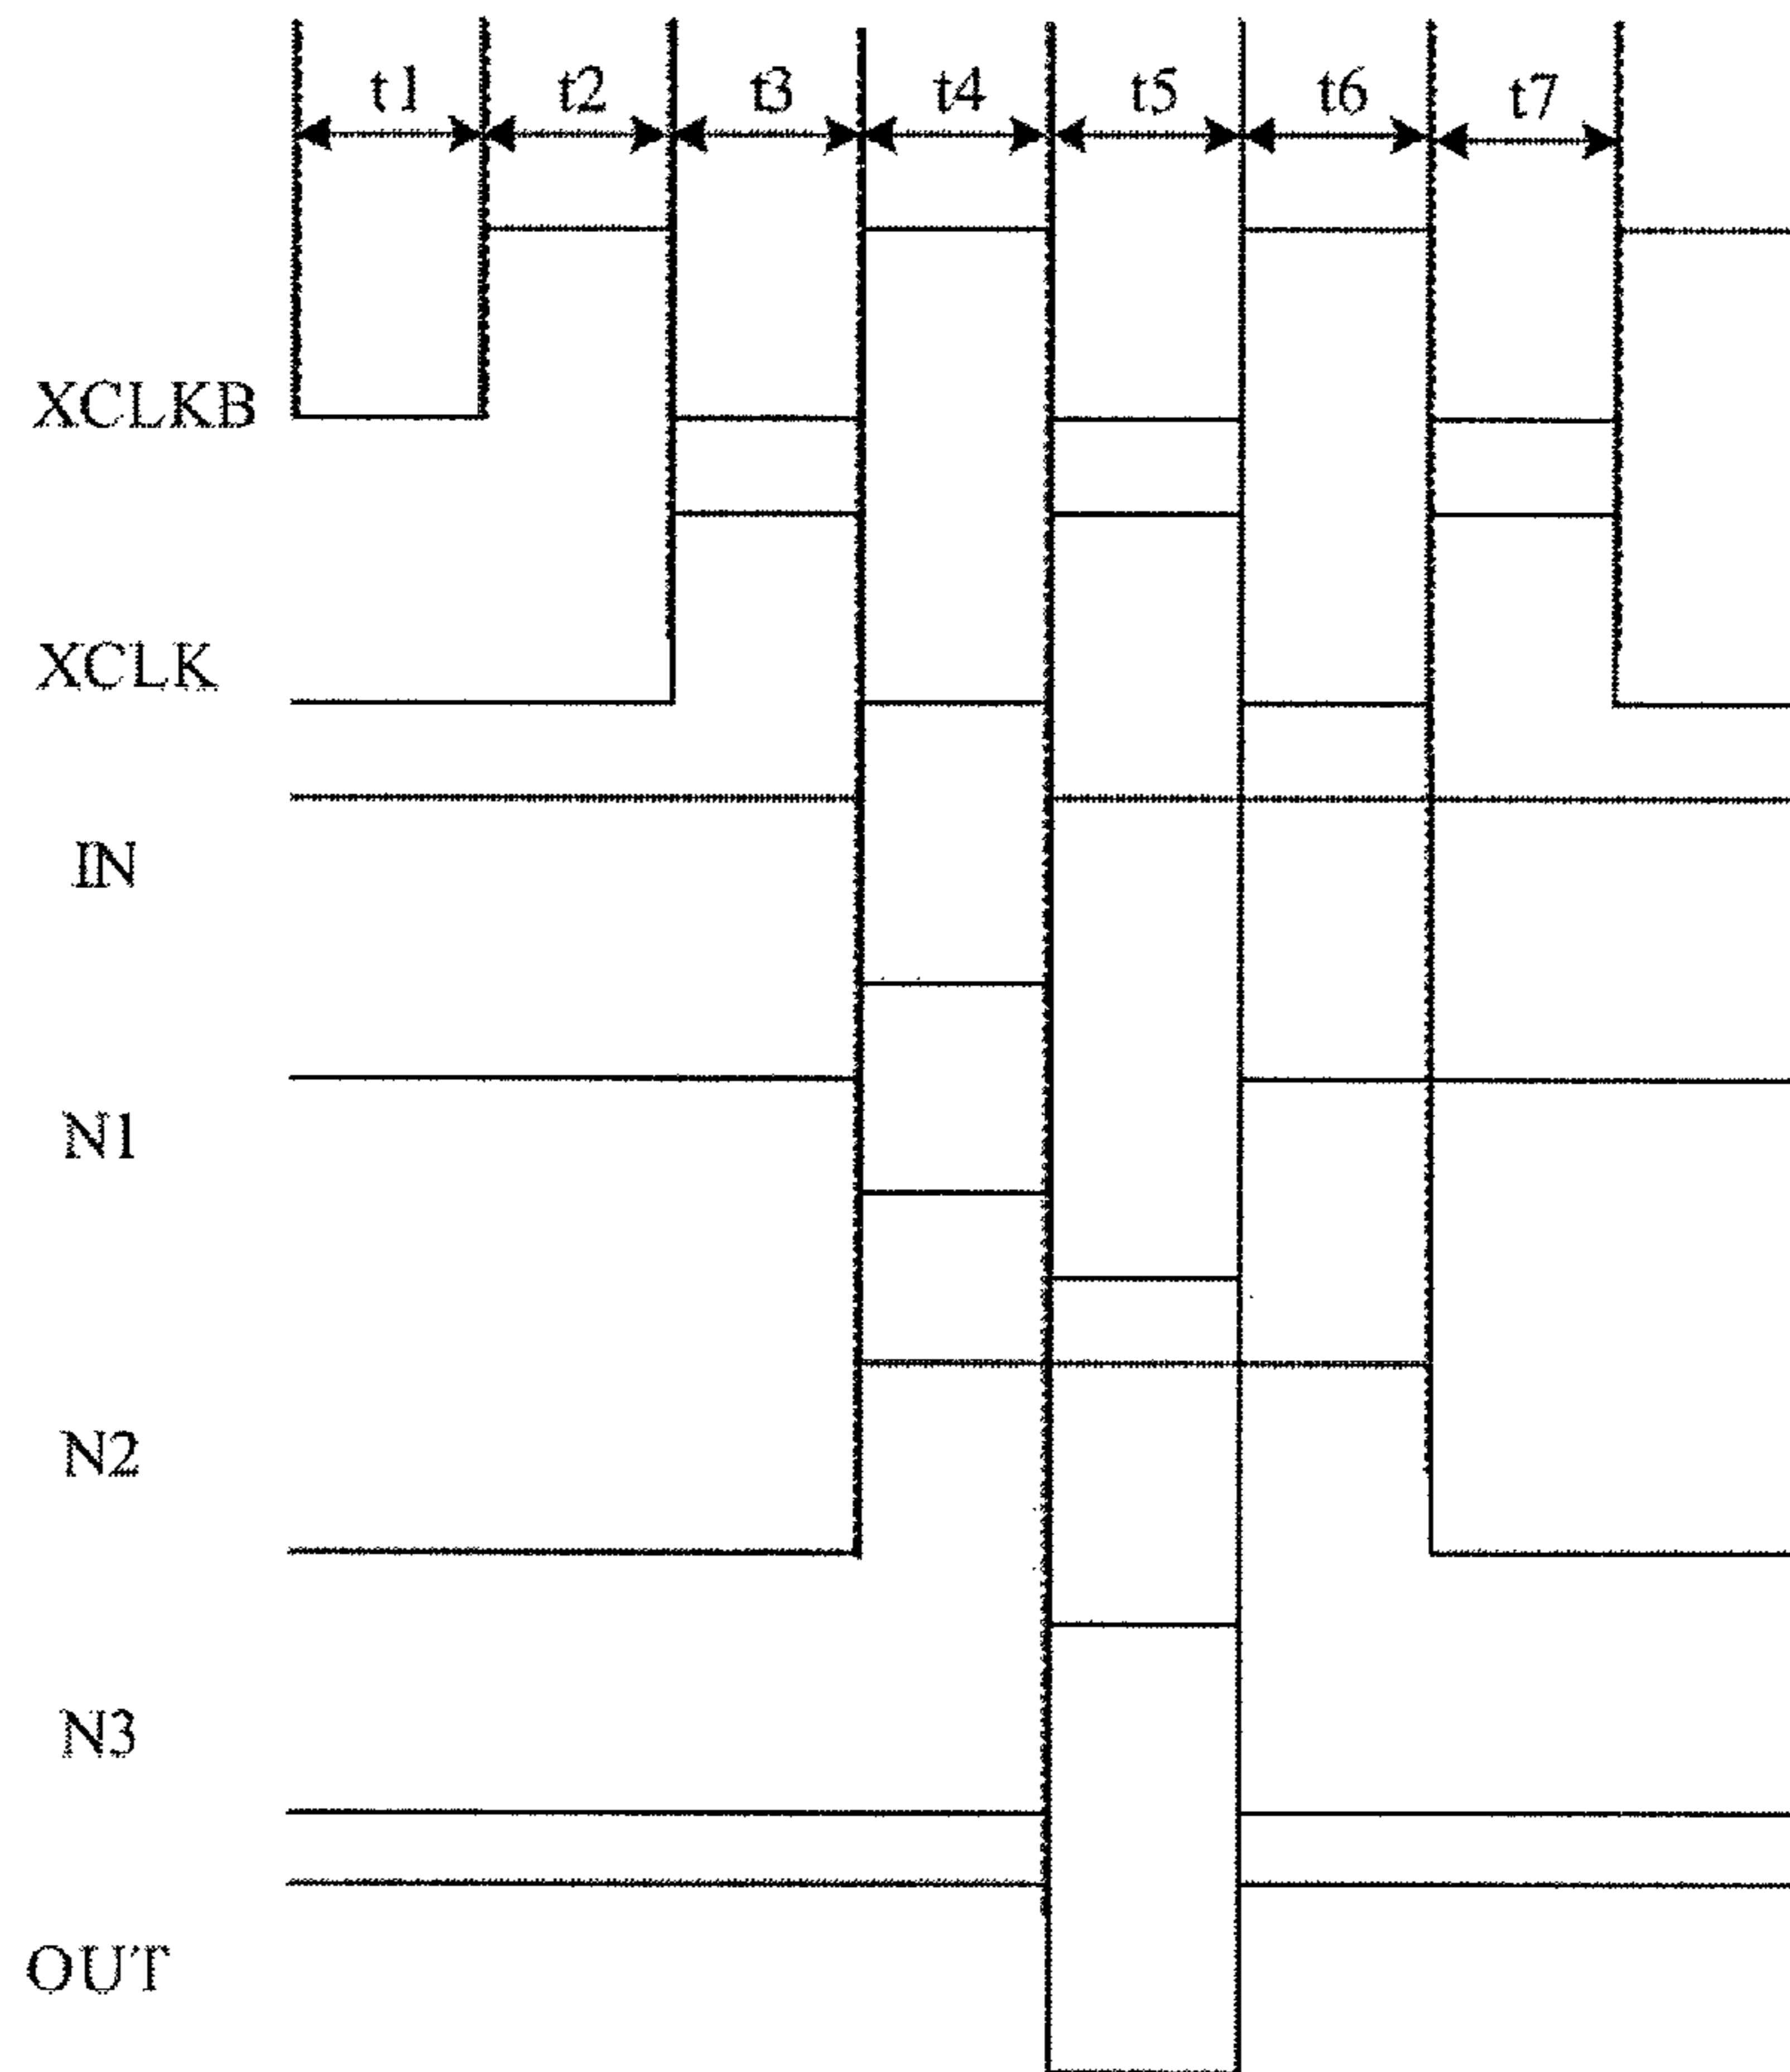 t1 t2 t3 t4 t5 t6 t7
XCLKB
XCLK
IN
N1
N2
N3
OUT